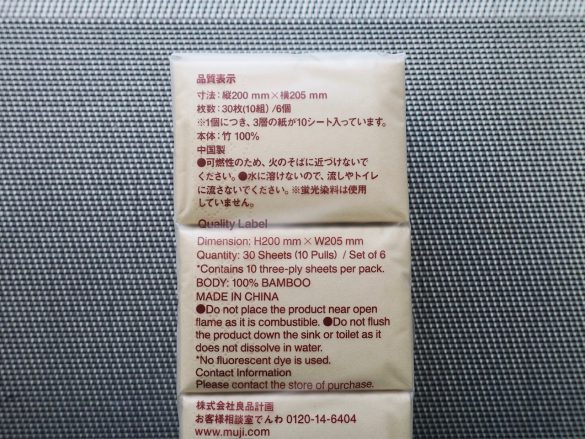 品質表示
寸法：縦200 mm×横205 mm
枚数：30枚(10組)/6個
※1個につき、3層の紙が10シート入っています。
本体：竹 100%
中国製
●可燃性のため、火のそばに近づけないで
ください。●水に溶けないので、流しやトイレ
に流さないでください。※蛍光染料は使用
していません。
Quality Label
Dimension: H200 mm × W205 mm
Quantity: 30 Sheets (10 Pulls) / Set of 6
*Contains 10 three-ply sheets per pack.
BODY: 100% BAMBOO
MADE IN CHINA
●Do not place the product near open
flame as it is combustible. ●Do not flush
the product down the sink or toilet as it
does not dissolve in water.
*No fluorescent dye is used.
Contact Information
Please contact the store of purchase.
株式会社良品計画
お客様相談室でんわ 0120-14-6404
www.muji.com